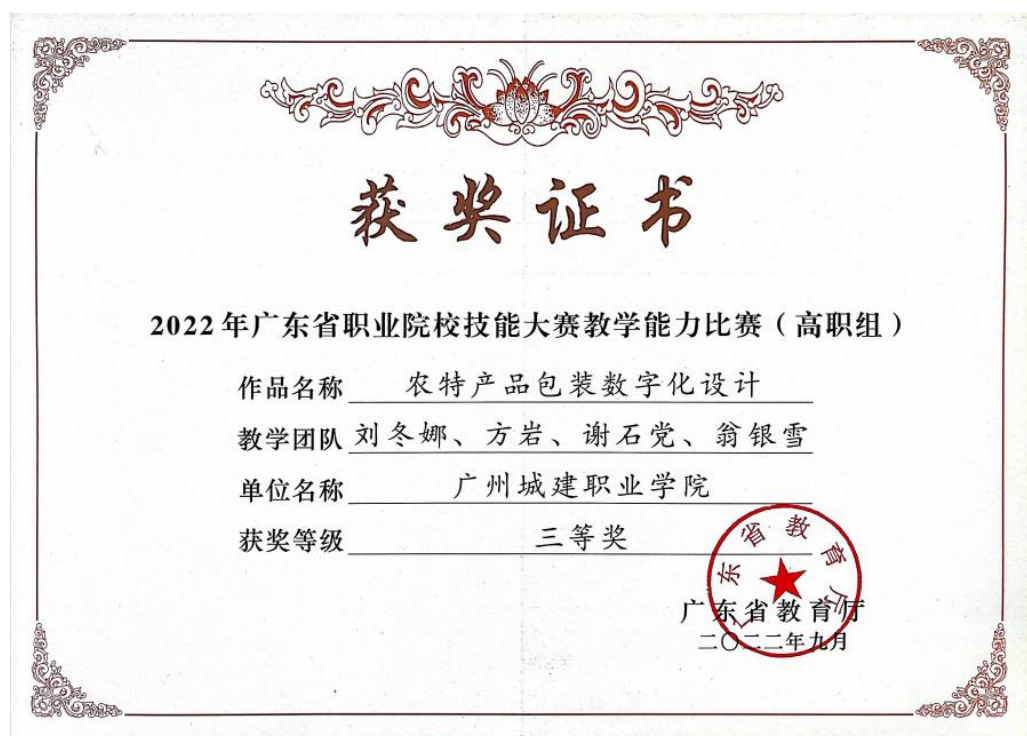 获奖证书
2022年广东省职业院校技能大赛教学能力比赛（高职组）
作品名称 农特产品包装数字化设计
教学团队 刘冬娜、方岩、谢石党、翁银雪
单位名称 广州城建职业学院
获奖等级 三等奖
广东省教育厅
广东省教育厅
二〇二二年九月